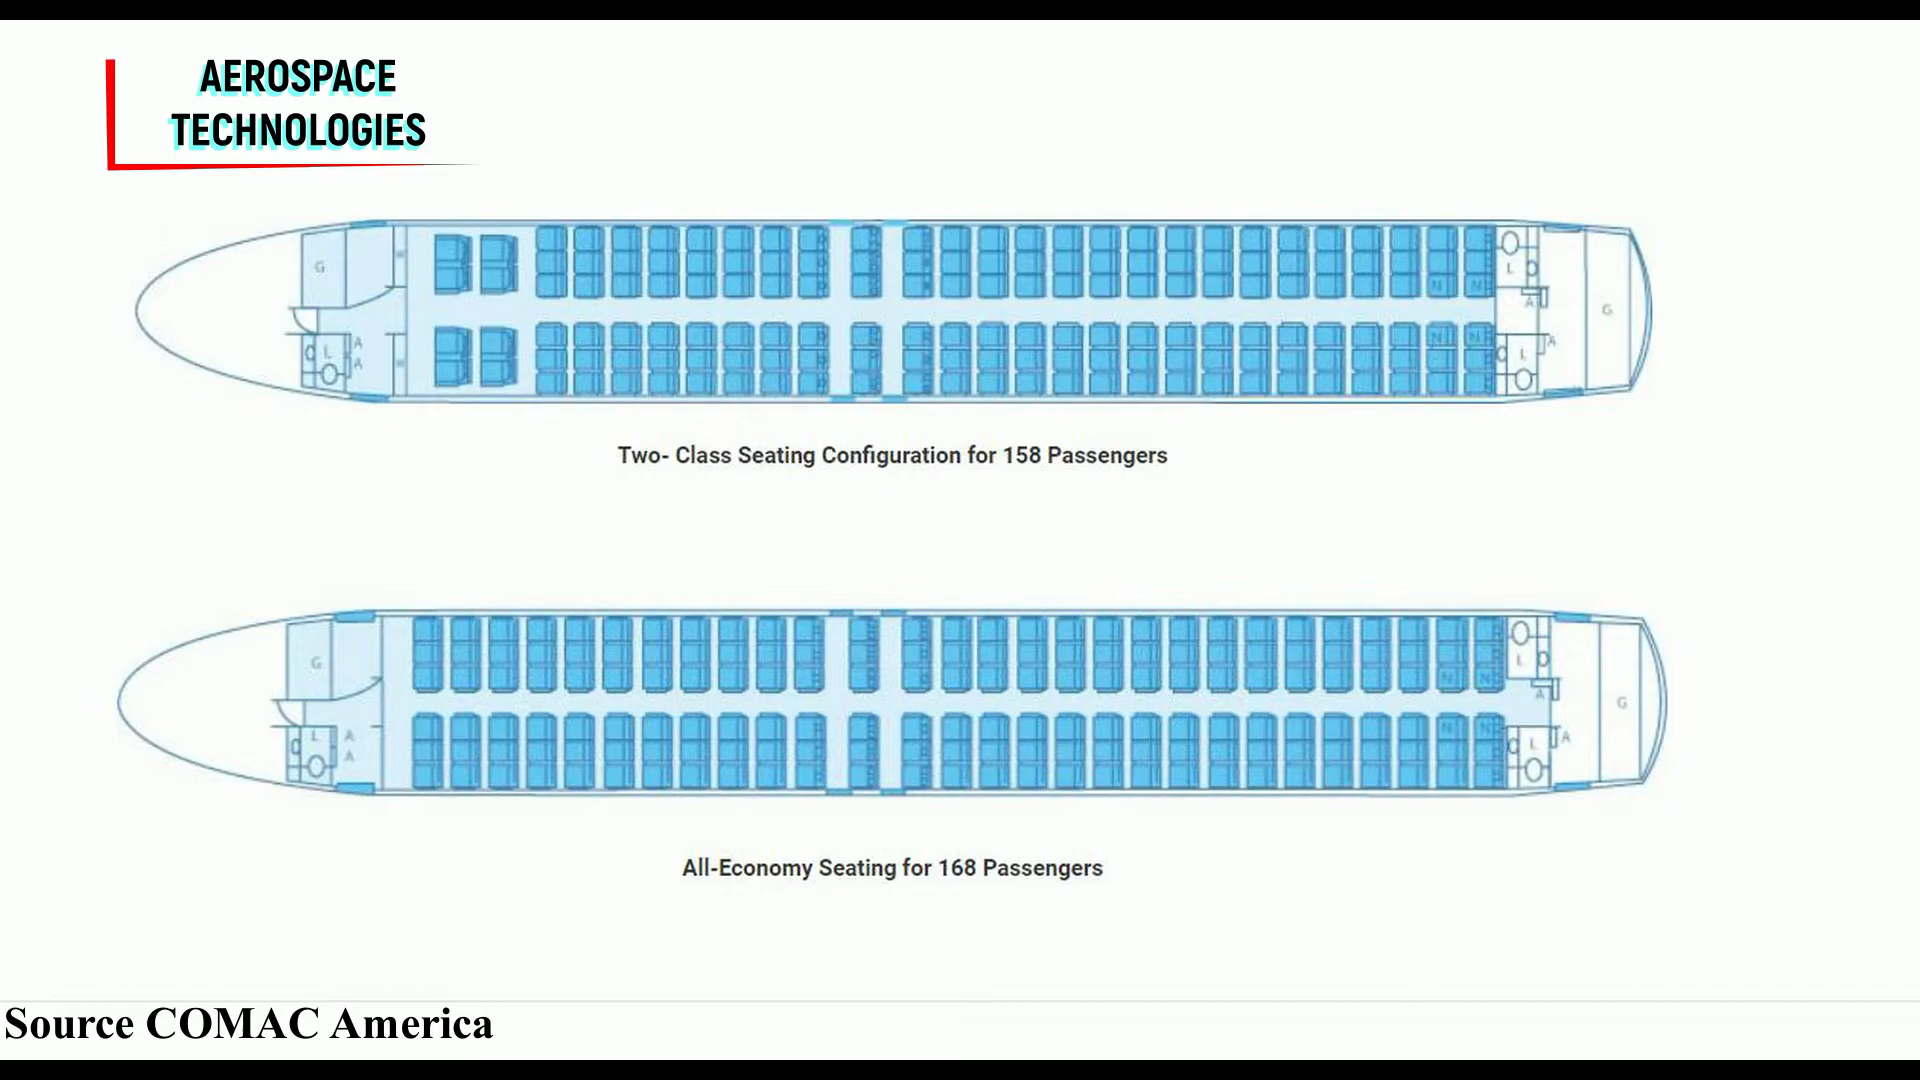 AEROSPACE
TECHNOLOGIES
G
W
L
A
A
W
N
N
N
N
L
A
A
L
G
Two- Class Seating Configuration for 158 Passengers
G
L
A
A
N
N
N
N
L
A
A
L
G
All-Economy Seating for 168 Passengers
Source COMAC America